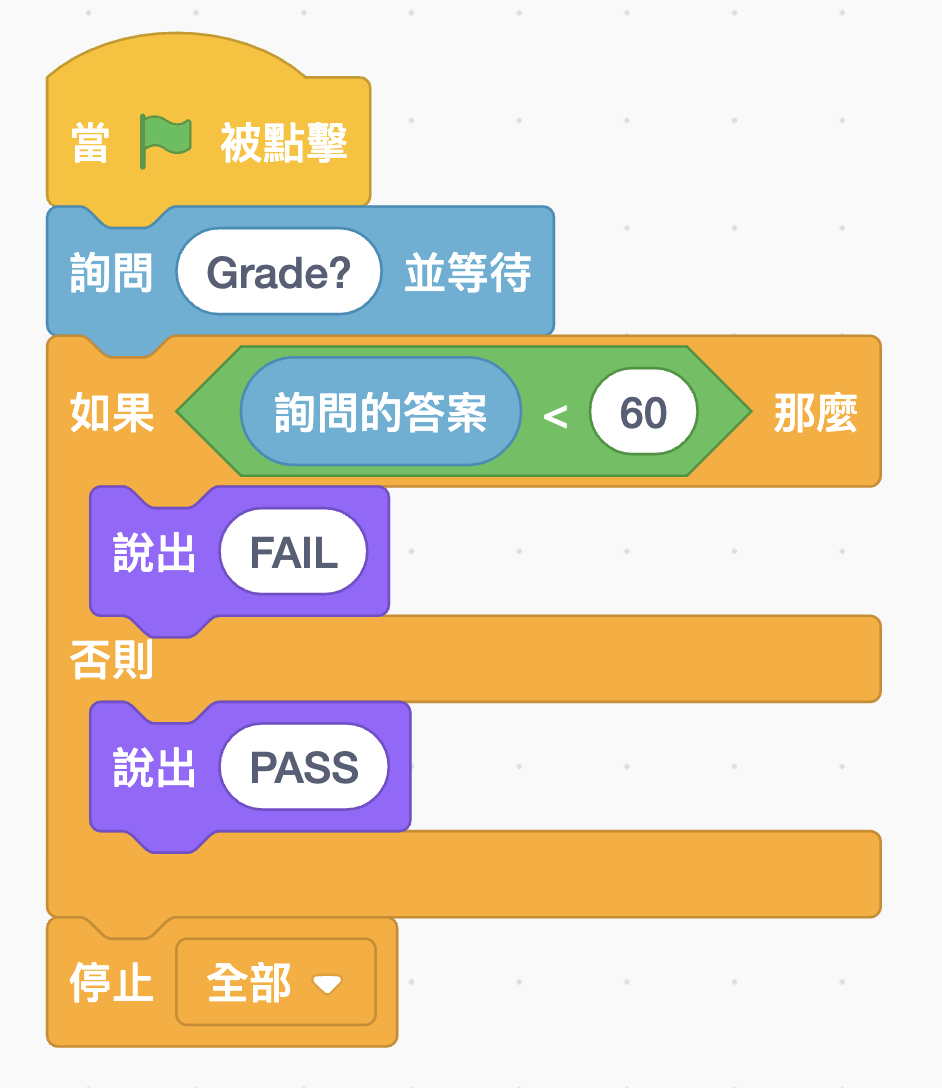 當 被點擊
詢問 Grade? 並等待
如果 詢問的答案 < 60 那麼
說出 FAIL
否則
說出 PASS
停止 全部